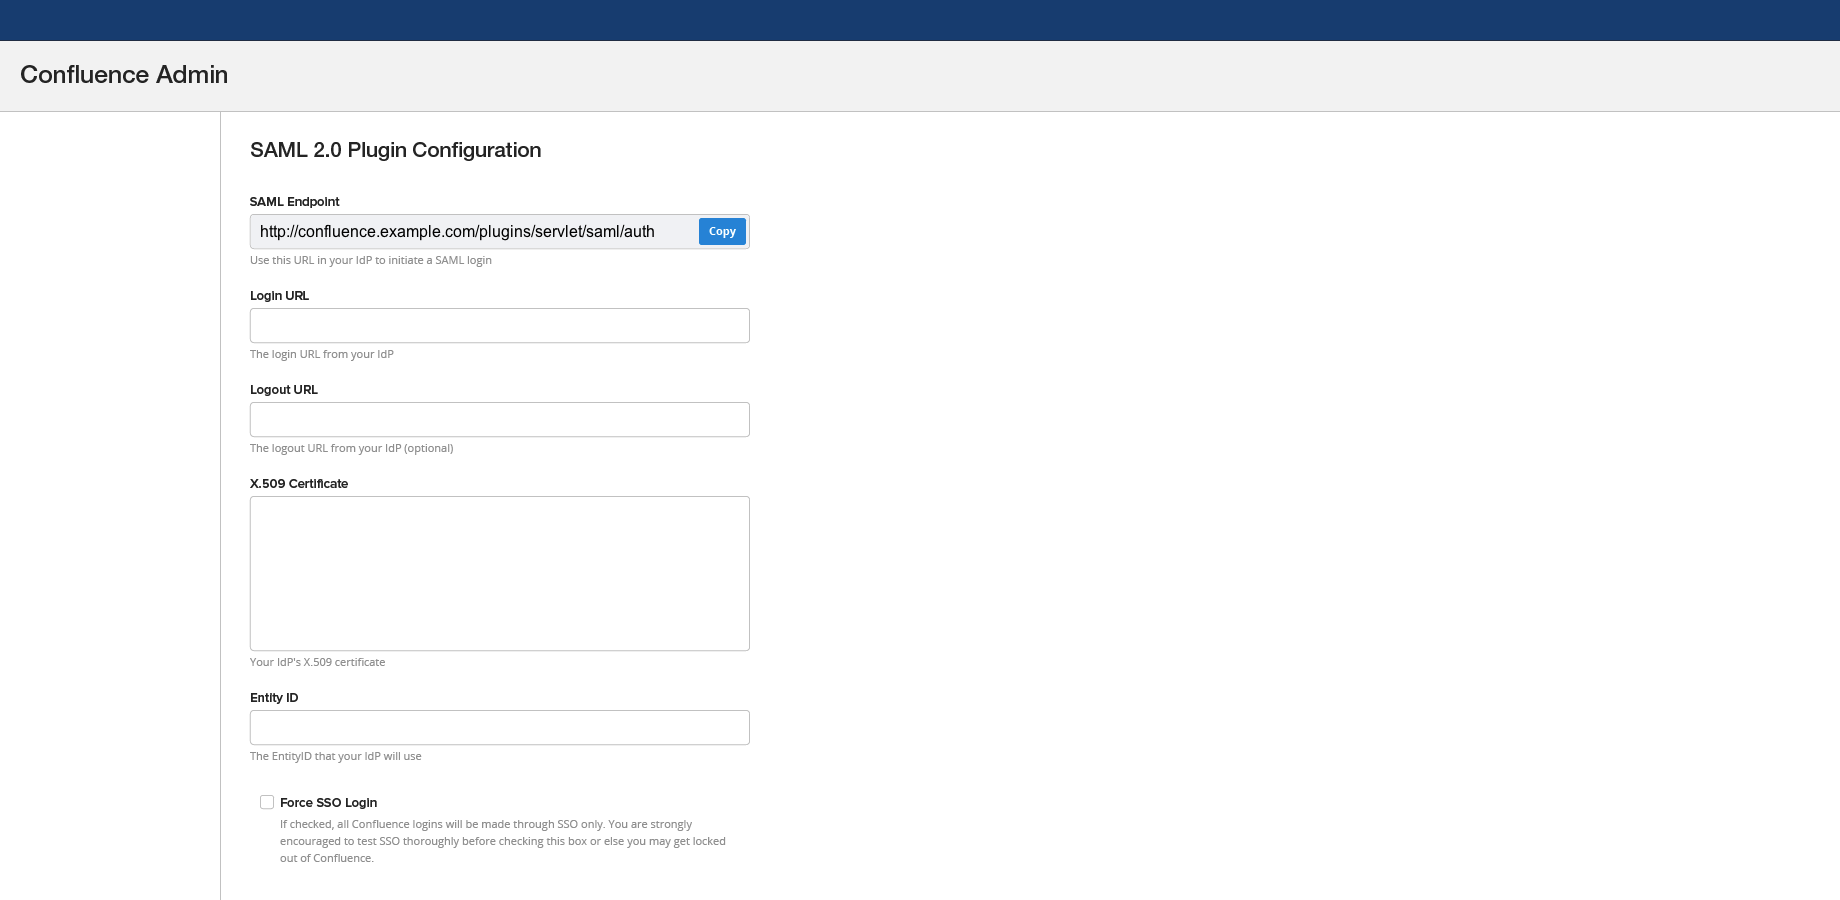 Confluence Admin
SAML 2.0 Plugin Configuration
SAML Endpoint
http://confluence.example.com/plugins/servlet/saml/auth
Copy
Use this URL in your IdP to initiate a SAML login
Login URL
The login URL from your IdP
Logout URL
The logout URL from your IdP (optional)
X.509 Certificate
Your IdP's X.509 certificate
Entity ID
The EntityID that your IdP will use
Force SSO Login
If checked, all Confluence logins will be made through SSO only. You are strongly
encouraged to test SSO thoroughly before checking this box or else you may get locked
out of Confluence.